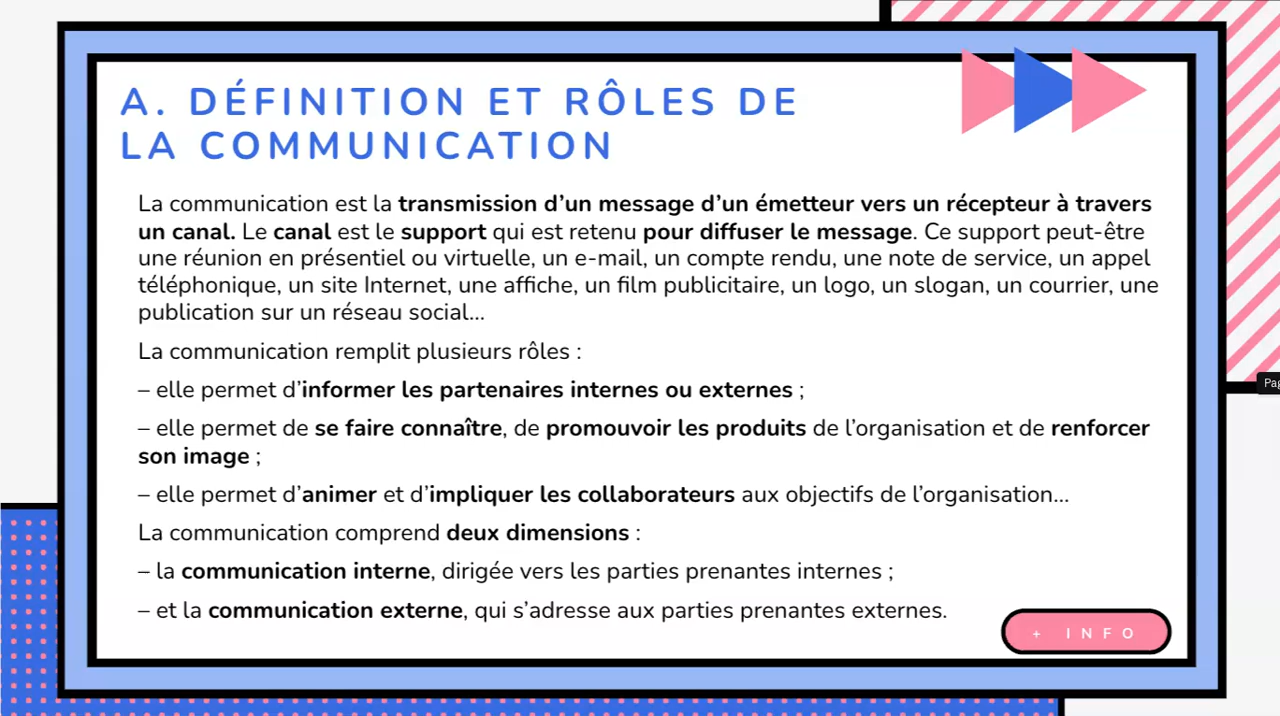 A. DÉFINITION ET RÔLES DE
LA COMMUNICATION
La communication est la transmission d’un message d’un émetteur vers un récepteur à travers
un canal. Le canal est le support qui est retenu pour diffuser le message. Ce support peut-être
une réunion en présentiel ou virtuelle, un e-mail, un compte rendu, une note de service, un appel
téléphonique, un site Internet, une affiche, un film publicitaire, un logo, un slogan, un courrier, une
publication sur un réseau social...
La communication remplit plusieurs rôles :
– elle permet d’informer les partenaires internes ou externes ;
– elle permet de se faire connaître, de promouvoir les produits de l’organisation et de renforcer
son image ;
– elle permet d’animer et d’impliquer les collaborateurs aux objectifs de l’organisation...
La communication comprend deux dimensions :
– la communication interne, dirigée vers les parties prenantes internes ;
– et la communication externe, qui s’adresse aux parties prenantes externes.
+ INFO